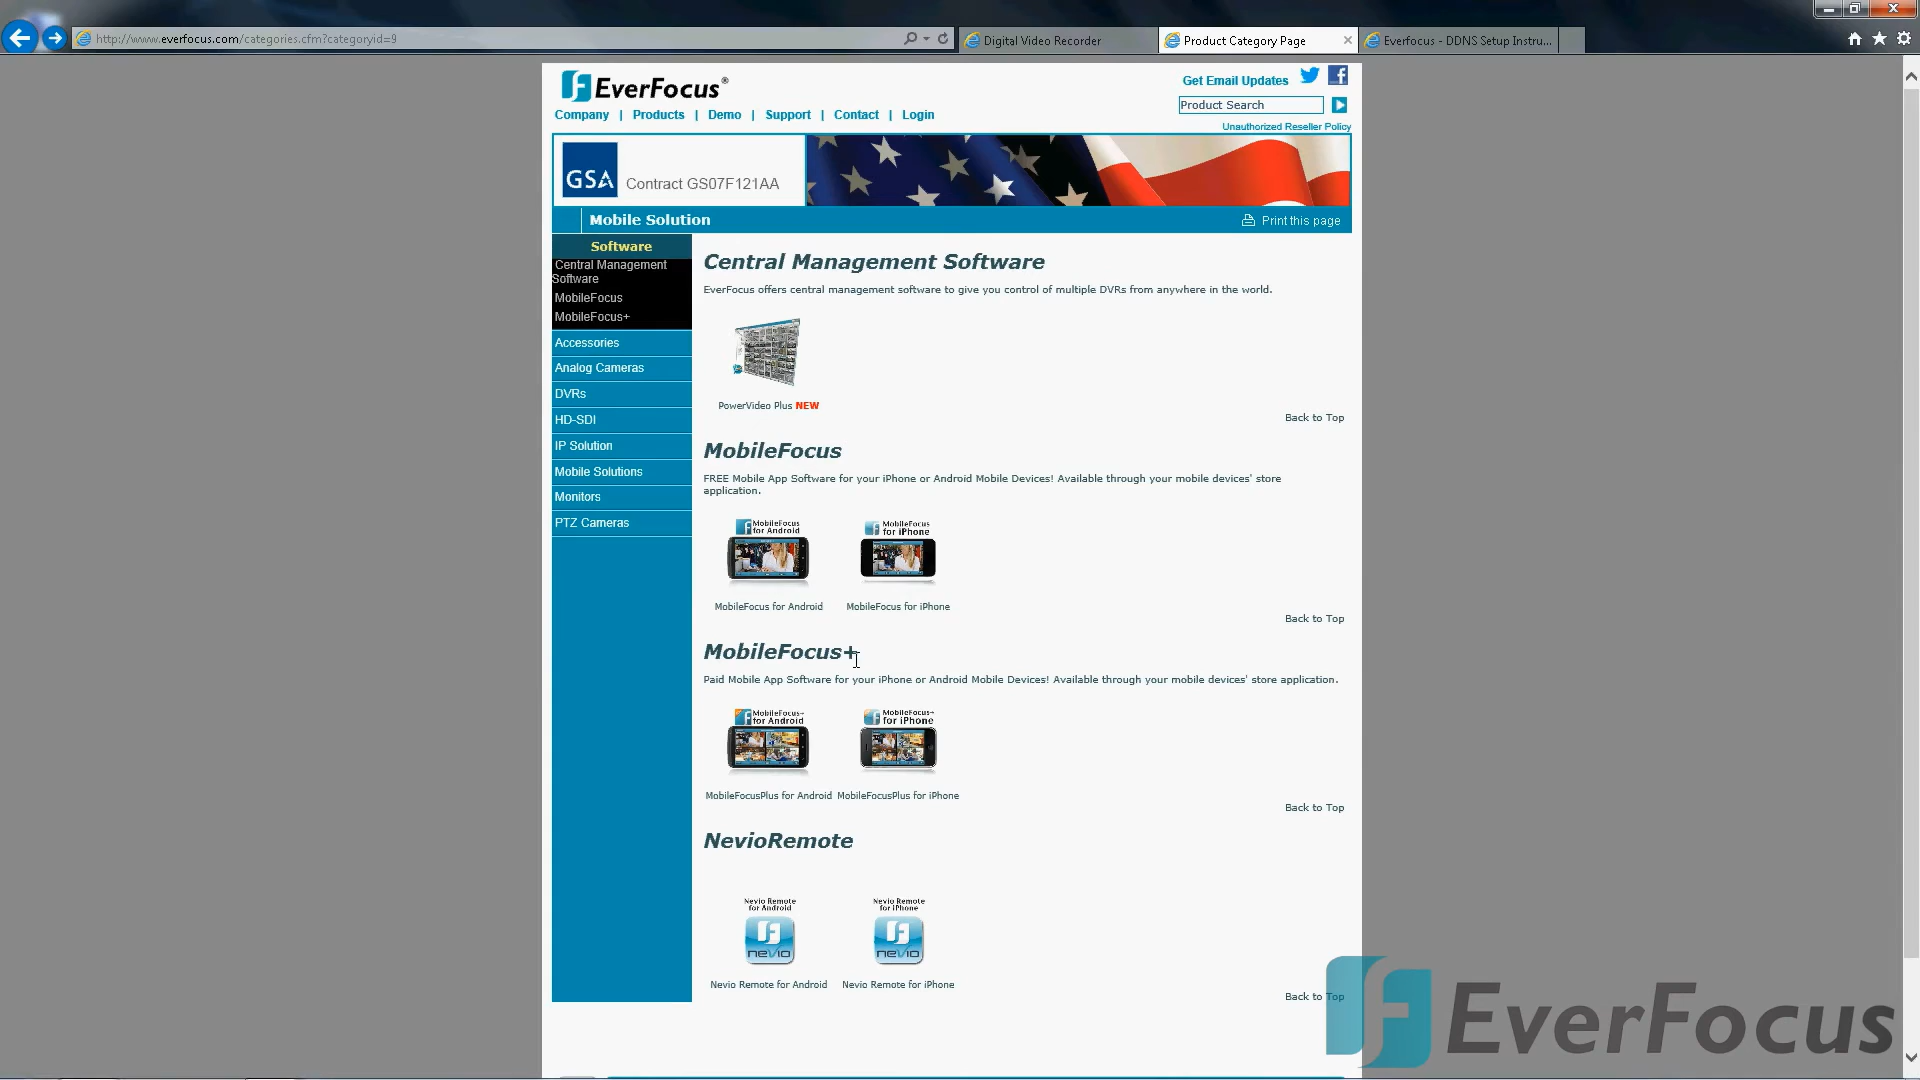 http://www.everfocus.com/categories.cfm?categoryid=9
Digital Video Recorder
Product Category Page
Everfocus - DDNS Setup Instru...
EverFocus®
Get Email Updates
Company | Products | Demo | Support | Contact | Login
Product Search
Unauthorized Reseller Policy
GSA
Contract GS07F121AA
Mobile Solution
Print this page
Software
Central Management
Software
MobileFocus
MobileFocus+
Accessories
Analog Cameras
DVRs
HD-SDI
IP Solution
Mobile Solutions
Monitors
PTZ Cameras
Central Management Software
EverFocus offers central management software to give you control of multiple DVRs from anywhere in the world.
PowerVideo Plus NEW
Back to Top
MobileFocus
FREE Mobile App Software for your iPhone or Android Mobile Devices! Available through your mobile devices' store
application.
MobileFocus
for Android
MobileFocus
for iPhone
MobileFocus for Android
MobileFocus for iPhone
Back to Top
MobileFocus+
Paid Mobile App Software for your iPhone or Android Mobile Devices! Available through your mobile devices' store application.
MobileFocus+
for Android
MobileFocus+
for iPhone
MobileFocusPlus for Android
MobileFocusPlus for iPhone
Back to Top
NevioRemote
Nevio Remote
for Android
Nevio Remote
for iPhone
nevio
nevio
Nevio Remote for Android
Nevio Remote for iPhone
Back to Top
EverFocus